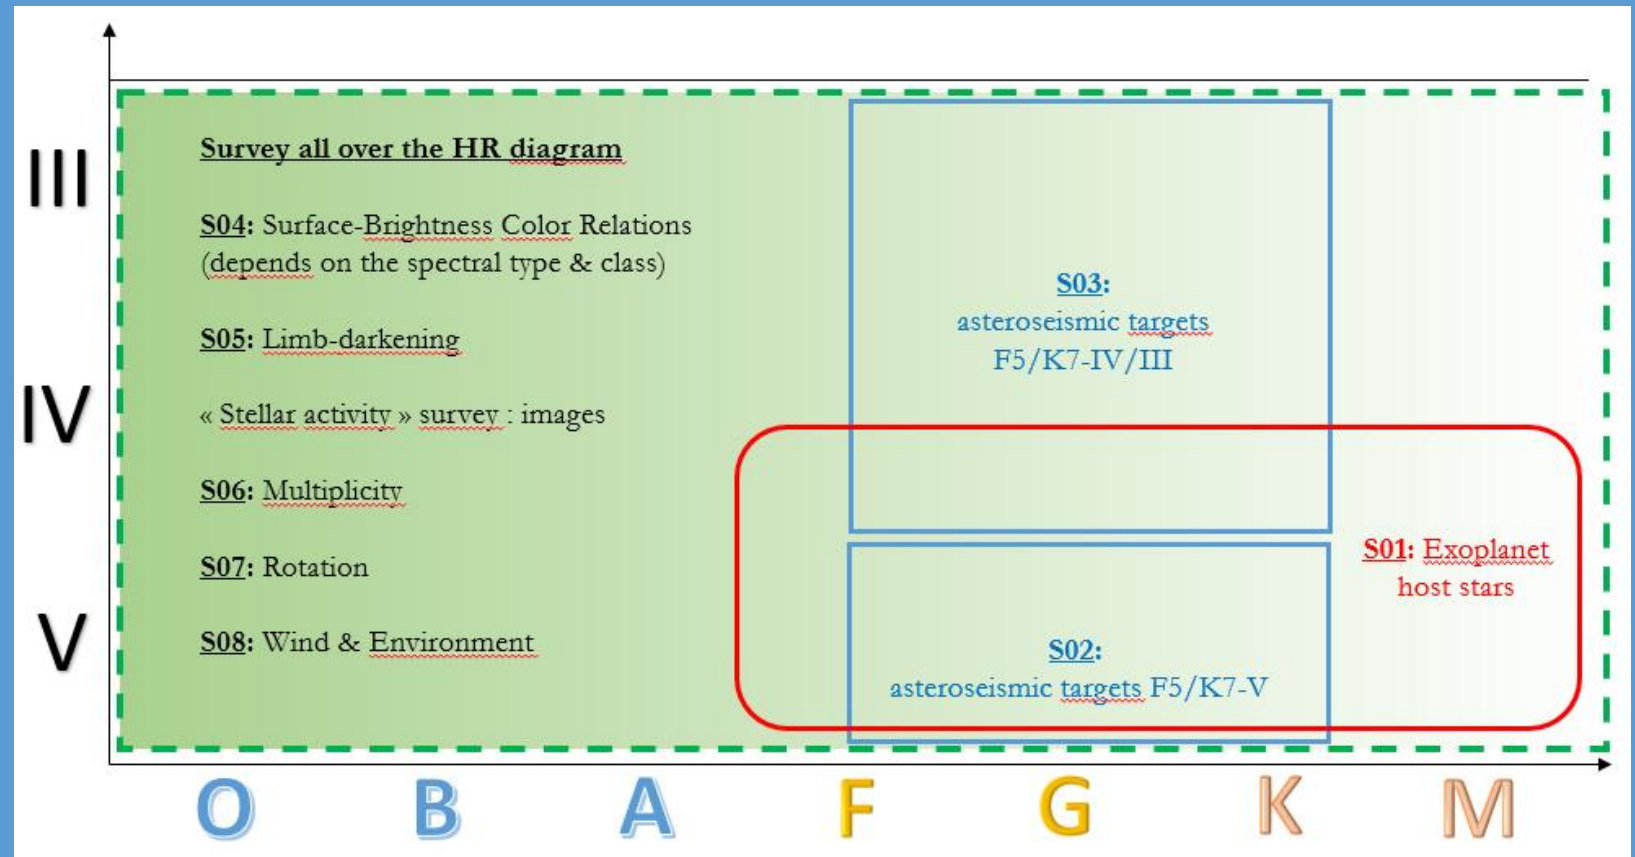 III
IV
V
Survey all over the HR diagram
S04: Surface-Brightness Color Relations
(depends on the spectral type & class)
S05: Limb-darkening
« Stellar activity » survey : images
S06: Multiplicity
S07: Rotation
S08: Wind & Environment
S03:
asteroseismic targets
F5/K7-IV/III
S01: Exoplanet
host stars
S02:
asteroseismic targets F5/K7-V
O B A F G K M